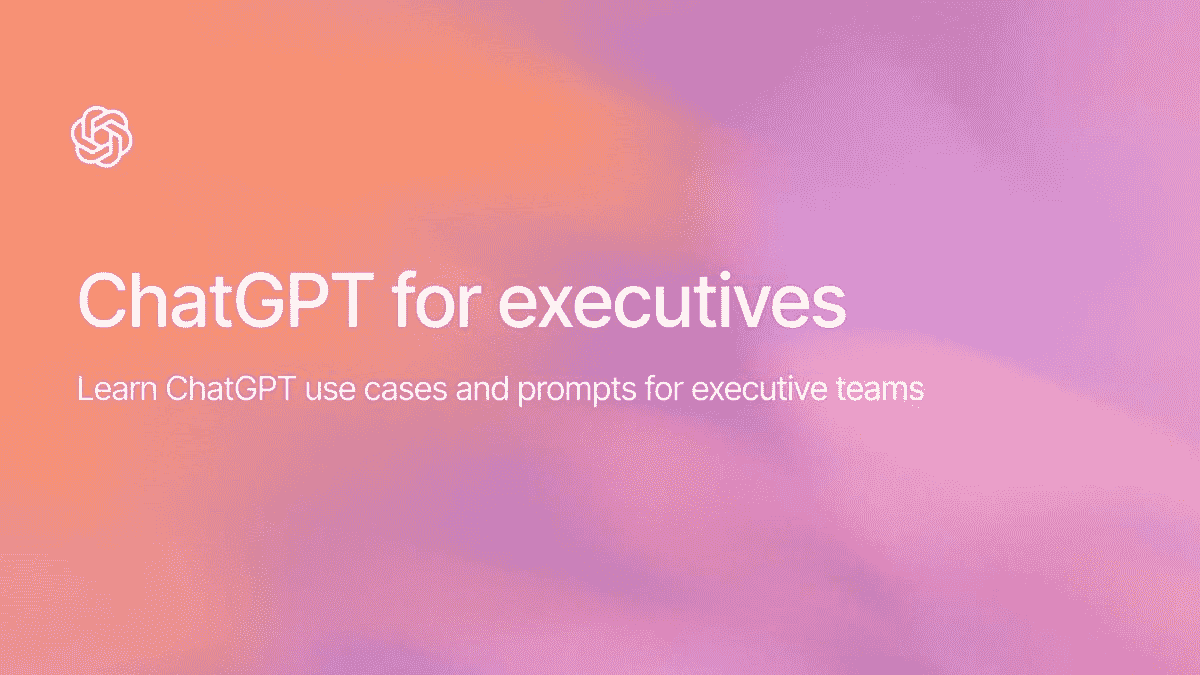 ChatGPT for executives
Learn ChatGPT use cases and prompts for executive teams